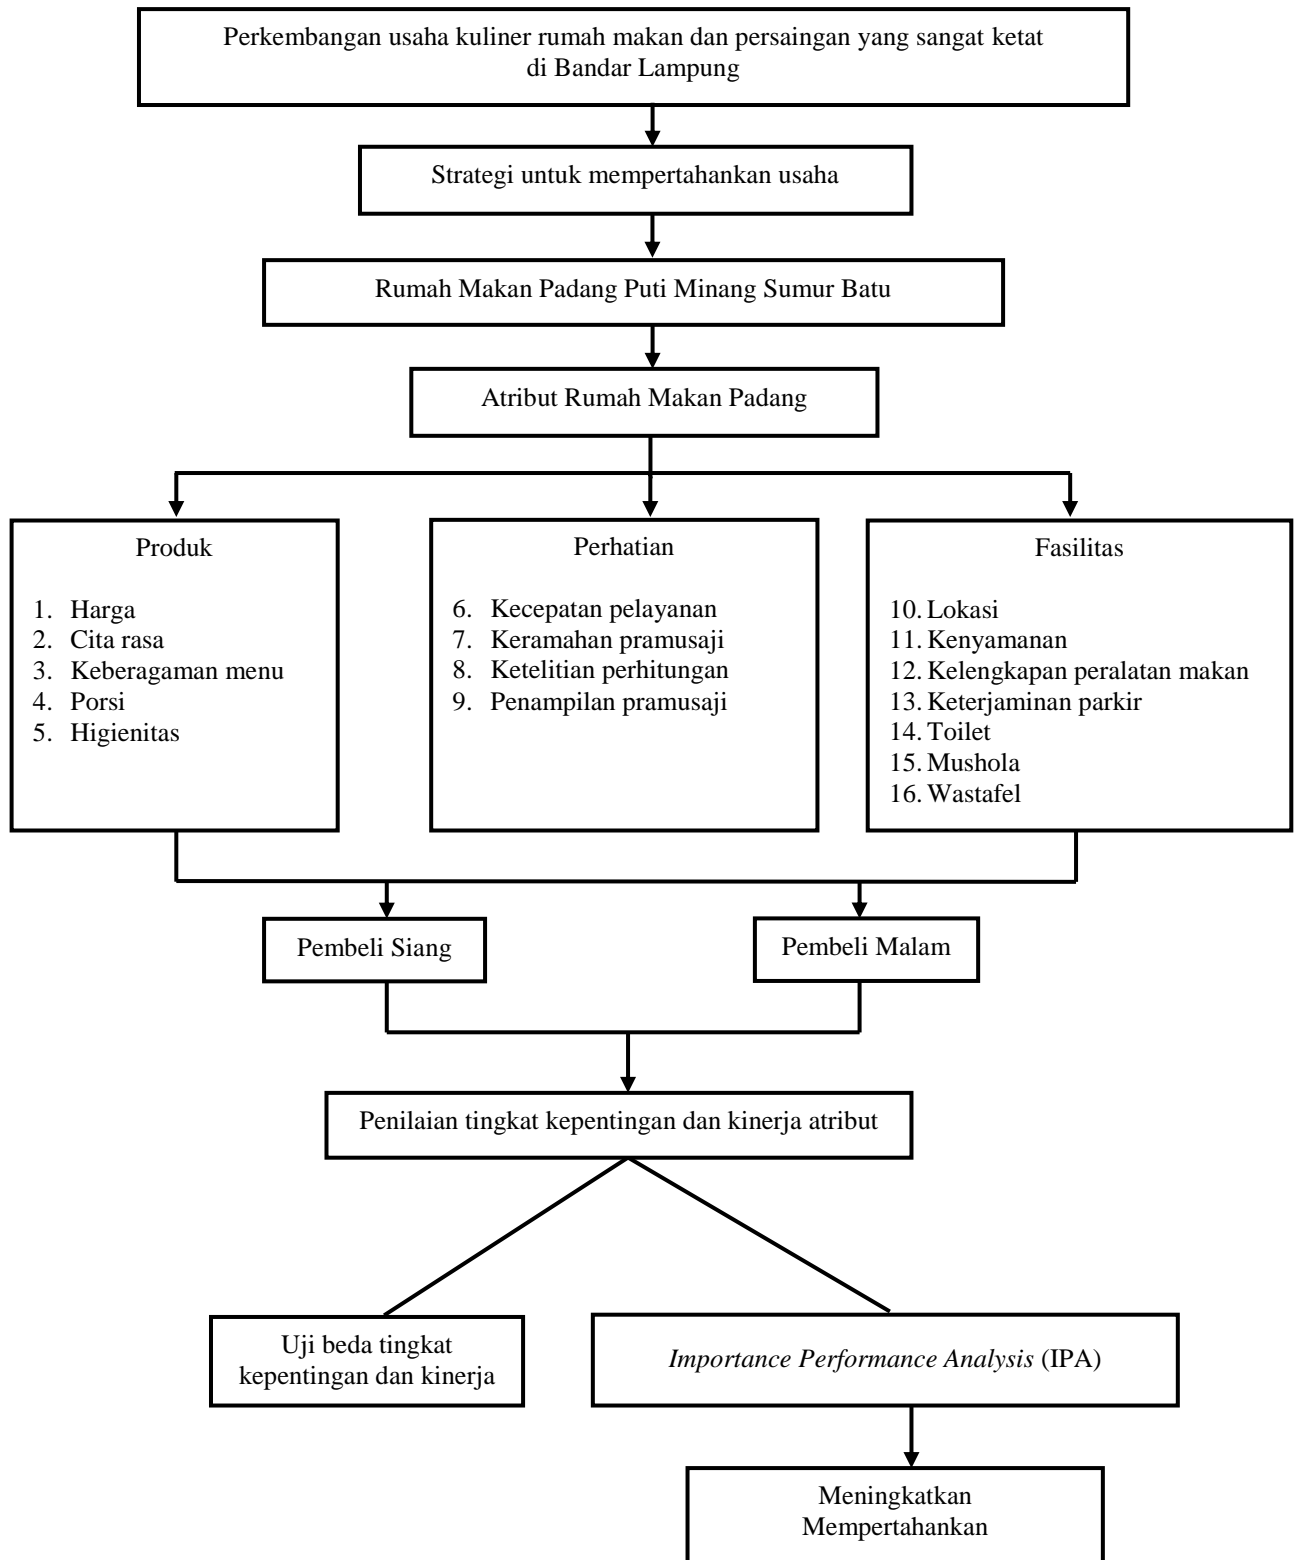 Perkembangan usaha kuliner rumah makan dan persaingan yang sangat ketat
di Bandar Lampung
Strategi untuk mempertahankan usaha
Rumah Makan Padang Puti Minang Sumur Batu
Atribut Rumah Makan Padang
Produk
1. Harga
2. Cita rasa
3. Keberagaman menu
4. Porsi
5. Higienitas
Perhatian
6. Kecepatan pelayanan
7. Keramahan pramusaji
8. Ketelitian perhitungan
9. Penampilan pramusaji
Fasilitas
10. Lokasi
11. Kenyamanan
12. Kelengkapan peralatan makan
13. Keterjaminan parkir
14. Toilet
15. Mushola
16. Wastafel
Pembeli Siang
Pembeli Malam
Penilaian tingkat kepentingan dan kinerja atribut
Uji beda tingkat
kepentingan dan kinerja
Importance Performance Analysis (IPA)
Meningkatkan
Mempertahankan